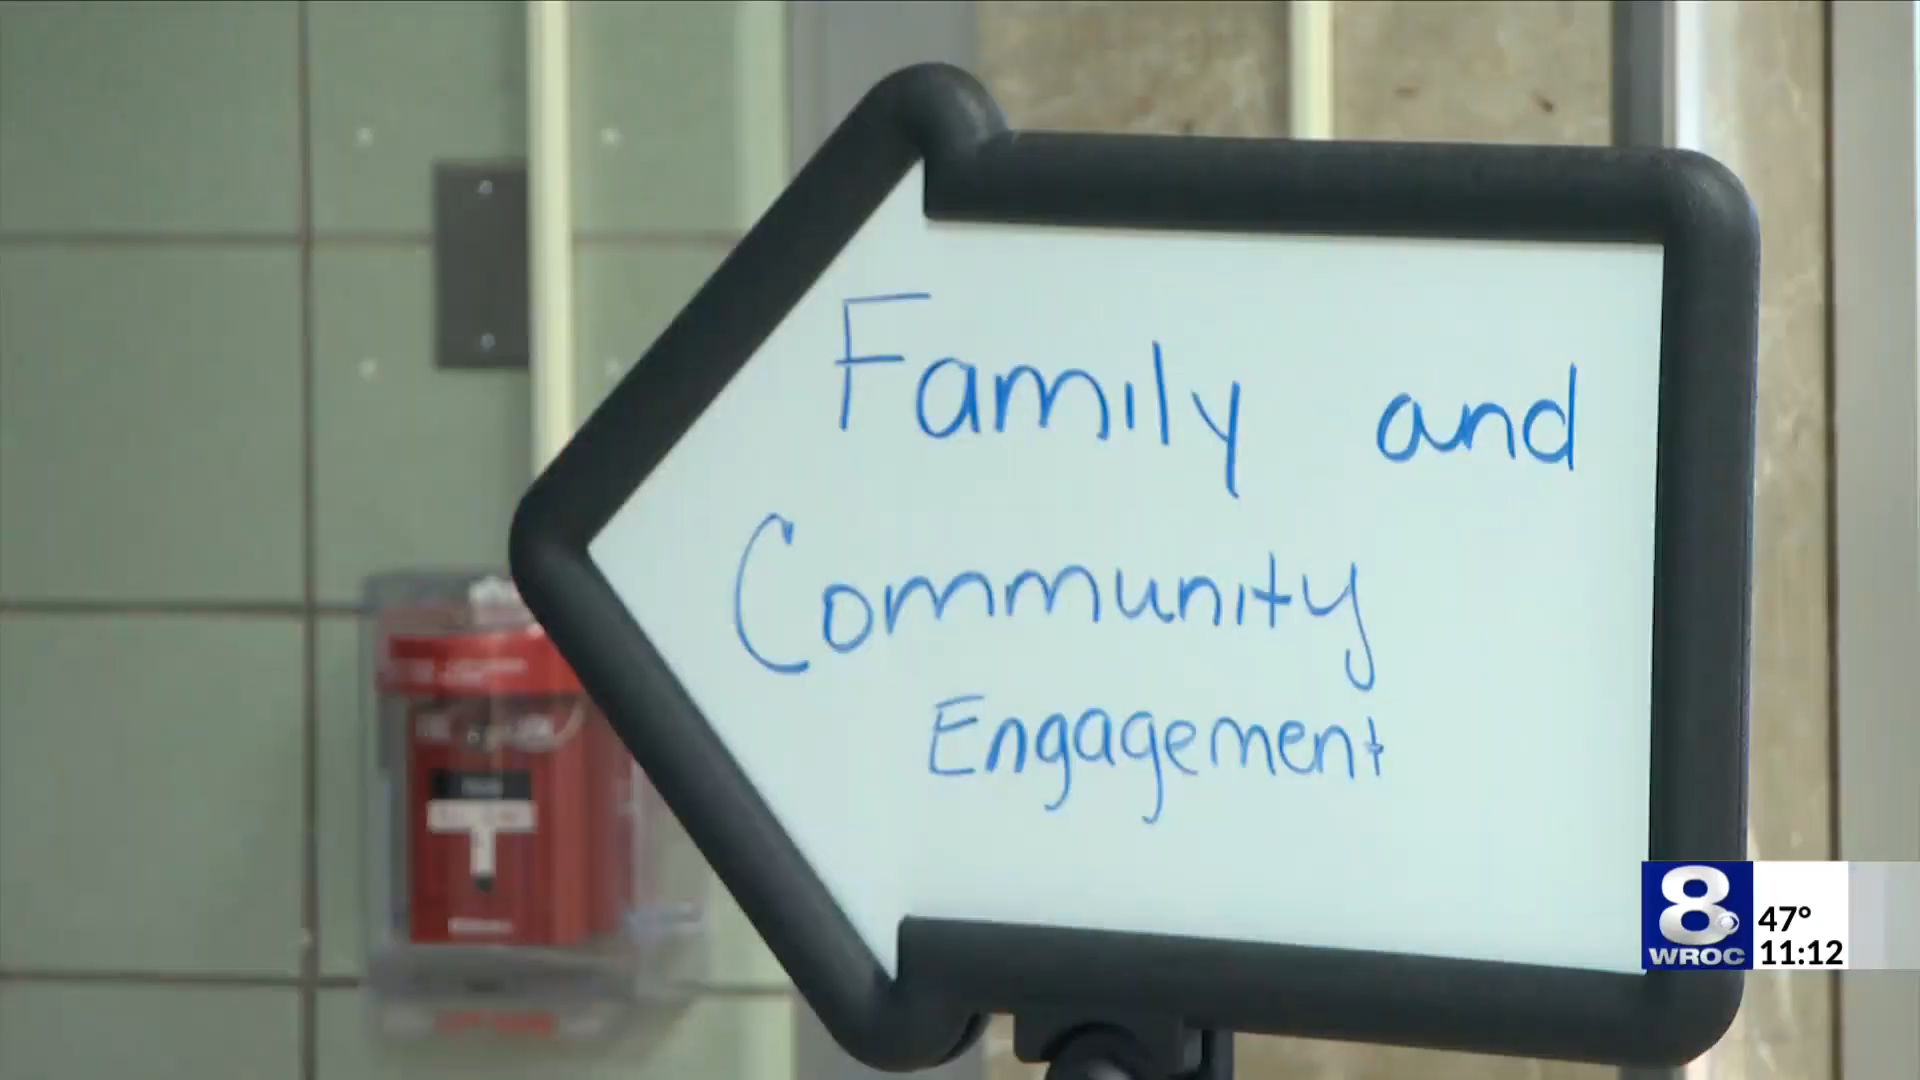 Family and
Community
Engagement
8
WROC
47°
11:12